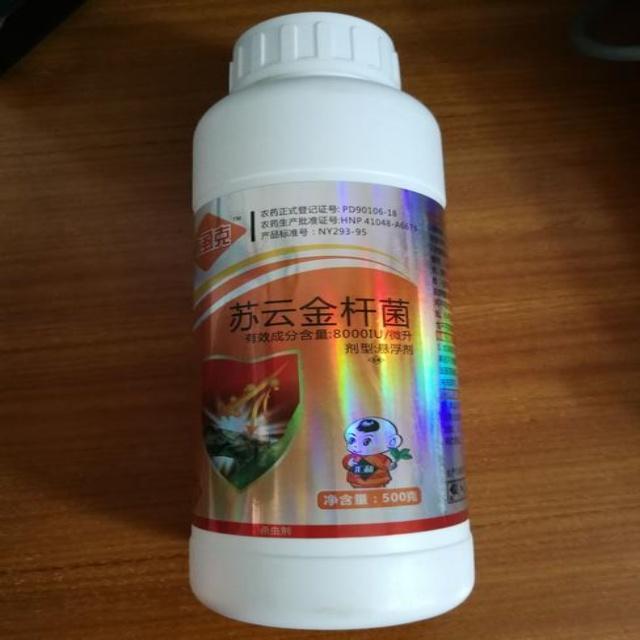 农药正式登记证号: PD90106-18
农药生产批准证号:HNP 41048-A6675
产品标准号：NY293-95
克
TM
苏云金杆菌
有效成分含量:8000IU/微升
剂型:悬浮剂
净含量：500克
杀虫剂